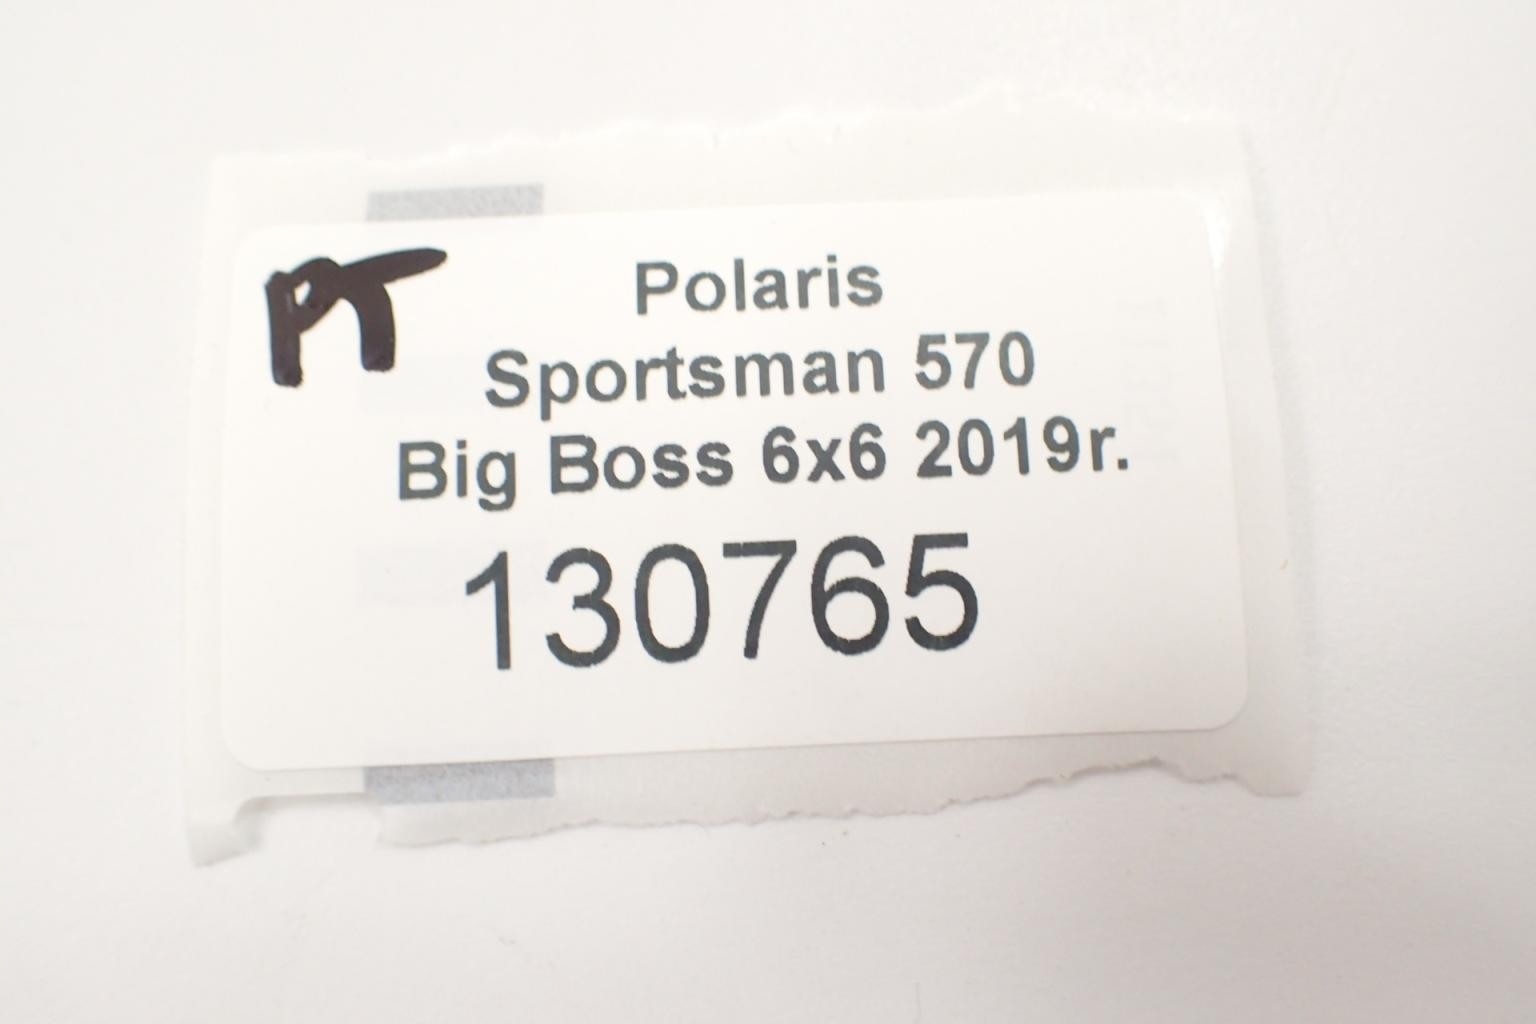 PT
Polaris
Sportsman 570
Big Boss 6x6 2019r.
130765